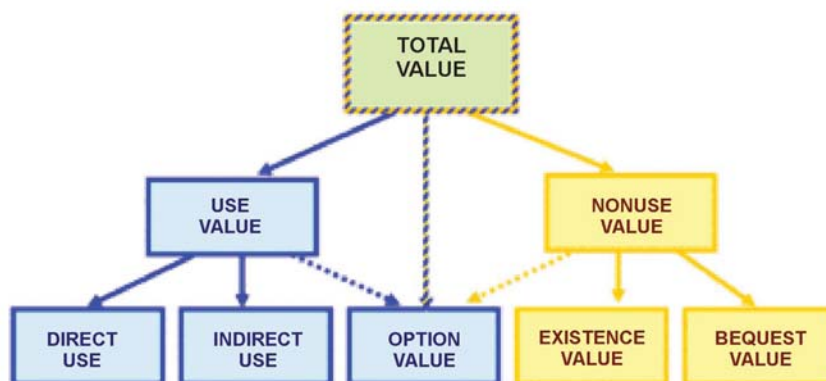 TOTAL
VALUE
USE
VALUE
NONUSE
VALUE
DIRECT
USE
INDIRECT
USE
OPTION
VALUE
EXISTENCE
VALUE
BEQUEST
VALUE